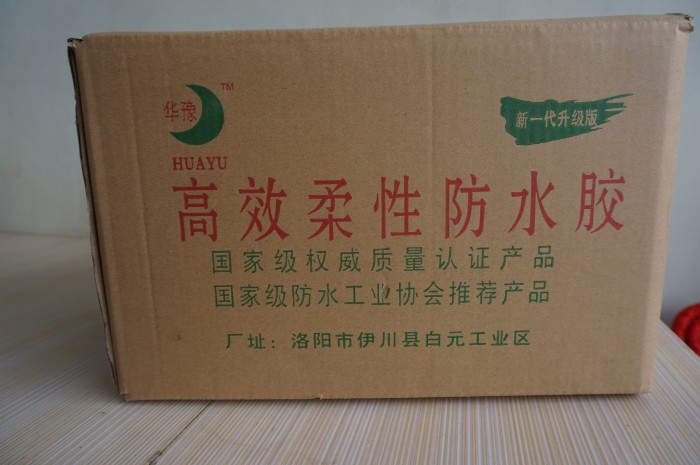 华豫
TM
HUAYU
新一代升级版
高效柔性防水胶
国家级权威质量认证产品
国家级防水工业协会推荐产品
厂址：洛阳市伊川县白元工业区